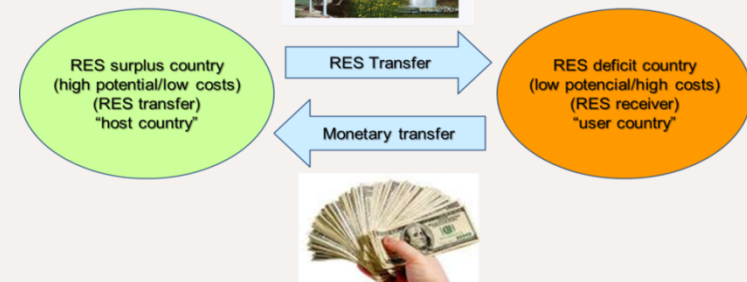 RES surplus country
(high potential/low costs)
(RES transfer)
“host country”
RES Transfer
Monetary transfer
RES deficit country
(low potencial/high costs)
(RES receiver)
“user country”